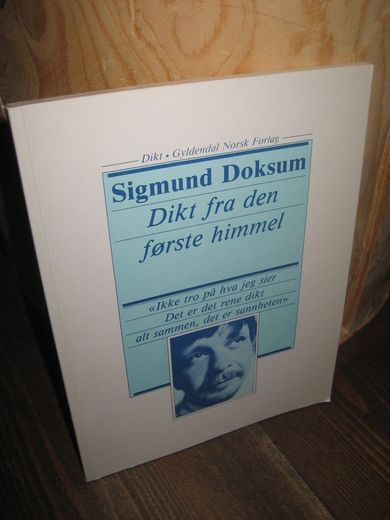 Dikt • Gyldendal Norsk Forlag
Sigmund Doksum
Dikt fra den
første himmel
«Ikke tro på hva jeg sier
Det er det rene dikt
alt sammen, det er sannheten»